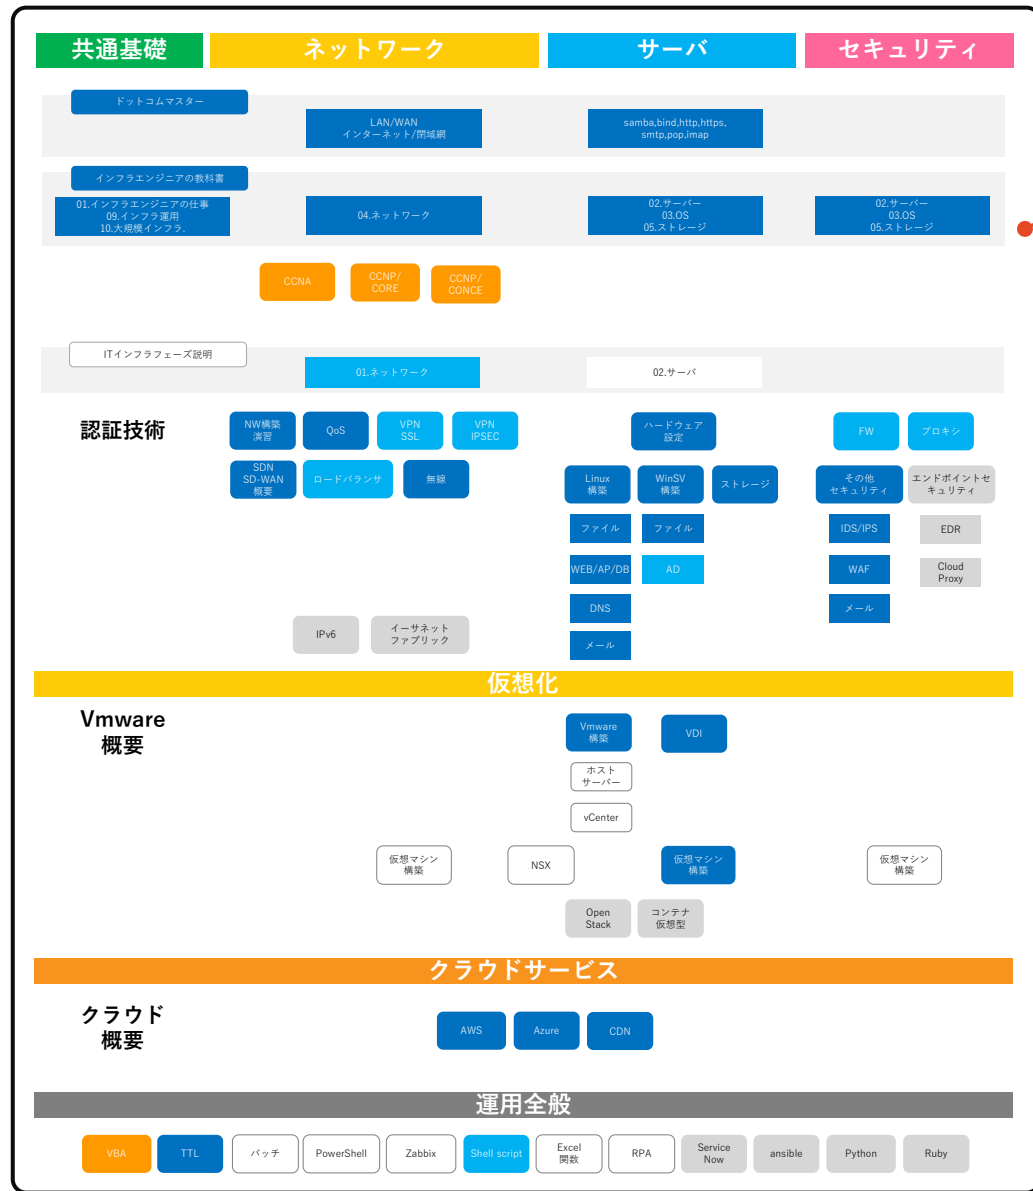 共通基礎
ネットワーク
サーバ
セキュリティ
ドットコムマスター
LAN/WAN
インターネット/閉域網
samba,bind,http,https,
smtp,pop,imap
インフラエンジニアの教科書
01.インフラエンジニアの仕事
09.インフラ運用
10.大規模インフラ.
04.ネットワーク
02.サーバー
03.OS
05.ストレージ
02.サーバー
03.OS
05.ストレージ
CCNA
CCNP/
CORE
CCNP/
CONCE
ITインフラフェーズ説明
01.ネットワーク
02.サーバ
認証技術
NW構築
演習
QoS
VPN
SSL
VPN
IPSEC
ハードウェア
設定
FW
プロキシ
SDN
SD-WAN
概要
ロードバランサ
無線
Linux
構築
WinSV
構築
ストレージ
その他
セキュリティ
エンドポイントセ
キュリティ
ファイル
ファイル
IDS/IPS
EDR
WEB/AP/DB
AD
WAF
Cloud
Proxy
DNS
メール
メール
IPv6
イーサネット
ファブリック
仮想化
Vmware
概要
Vmware
構築
VDI
ホスト
サーバー
vCenter
仮想マシン
構築
NSX
仮想マシン
構築
仮想マシン
構築
Open
Stack
コンテナ
仮想型
クラウドサービス
クラウド
概要
AWS
Azure
CDN
運用全般
VBA
TTL
バッチ
PowerShell
Zabbix
Shell script
Excel
関数
RPA
Service
Now
ansible
Python
Ruby